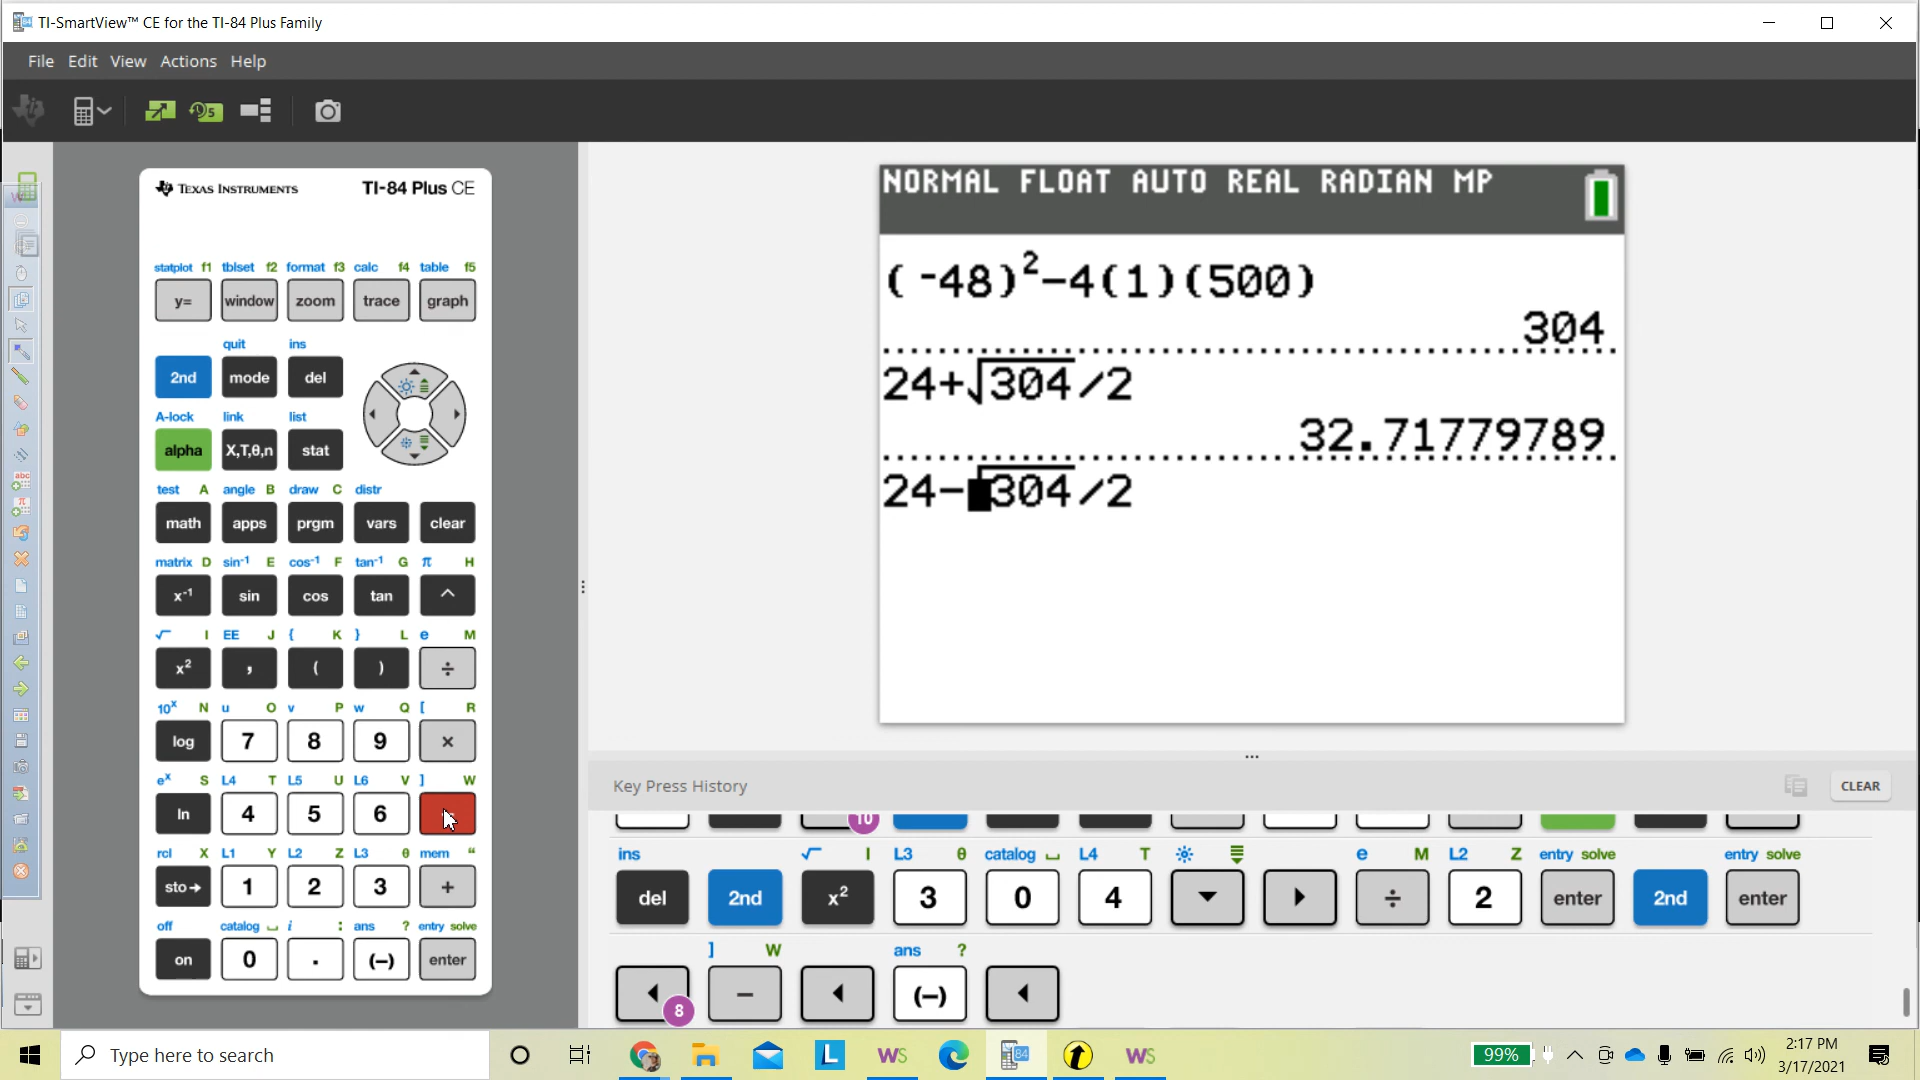 TI-SmartView™ CE for the TI-84 Plus Family
File Edit View Actions Help
TEXAS INSTRUMENTS TI-84 Plus CE
statplot f1 tblset f2 format f3 calc f4 table f5
y= window zoom trace graph
quit ins
2nd mode del
A-lock link list
alpha X,T,θ,n stat
test A angle B draw C distr
math apps prgm vars clear
matrix D sin-1 E cos-1 F tan-1 G π H
x-1 sin cos tan ^
√ I EE J { K } L e M
x² , ( ) ÷
10ˣ N u O v P w Q [ R
log 7 8 9 ×
eˣ S L4 T L5 U L6 V ] W
ln 4 5 6
rcl X L1 Y L2 Z L3 θ mem "
sto→ 1 2 3 +
off catalog ⎵ i : ans ? entry solve
on 0 . (−) enter
NORMAL FLOAT AUTO REAL RADIAN MP
(-48)²-4(1)(500)
304
24+√304/2
32.71779789
24-304/2
Key Press History CLEAR
10
ins √ I L3 θ catalog ⎵ L4 T e M L2 Z entry solve entry solve
del 2nd x² 3 0 4 ÷ 2 enter 2nd enter
] W ans ?
8 − (−)
Type here to search
99%
2:17 PM
3/17/2021